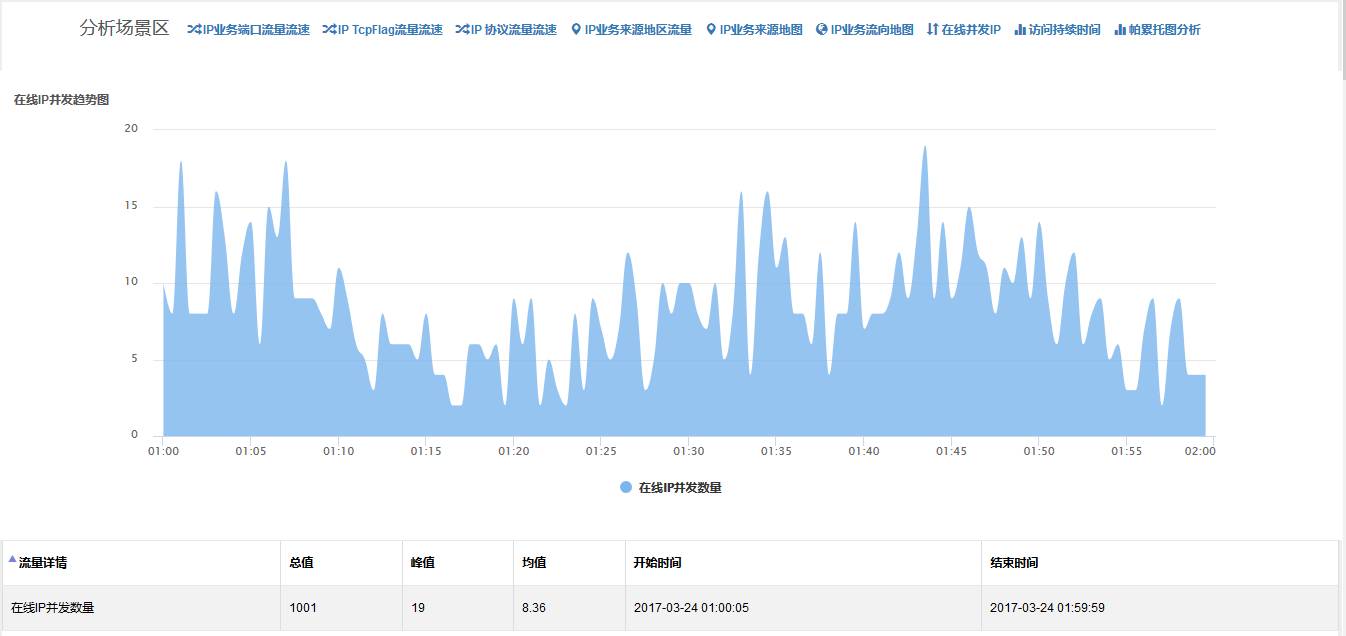 分析场景区 IP业务端口流量流速 IP TcpFlag流量流速 IP 协议流量流速 IP业务来源地区流量 IP业务来源地图 IP业务流向地图 在线并发IP 访问持续时间 帕累托图分析
在线IP并发趋势图
20
15
10
5
0
01:00 01:05 01:10 01:15 01:20 01:25 01:30 01:35 01:40 01:45 01:50 01:55 02:00
在线IP并发数量
流量详情 总值 峰值 均值 开始时间 结束时间
在线IP并发数量 1001 19 8.36 2017-03-24 01:00:05 2017-03-24 01:59:59